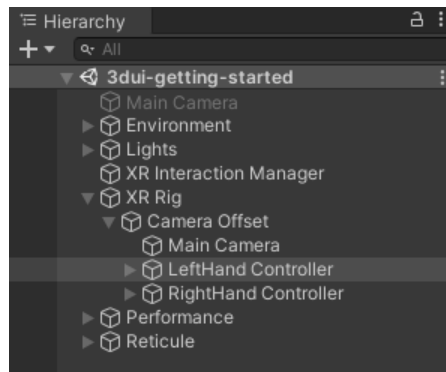 Hierarchy
All
3dui-getting-started
Main Camera
Environment
Lights
XR Interaction Manager
XR Rig
Camera Offset
Main Camera
LeftHand Controller
RightHand Controller
Performance
Reticule